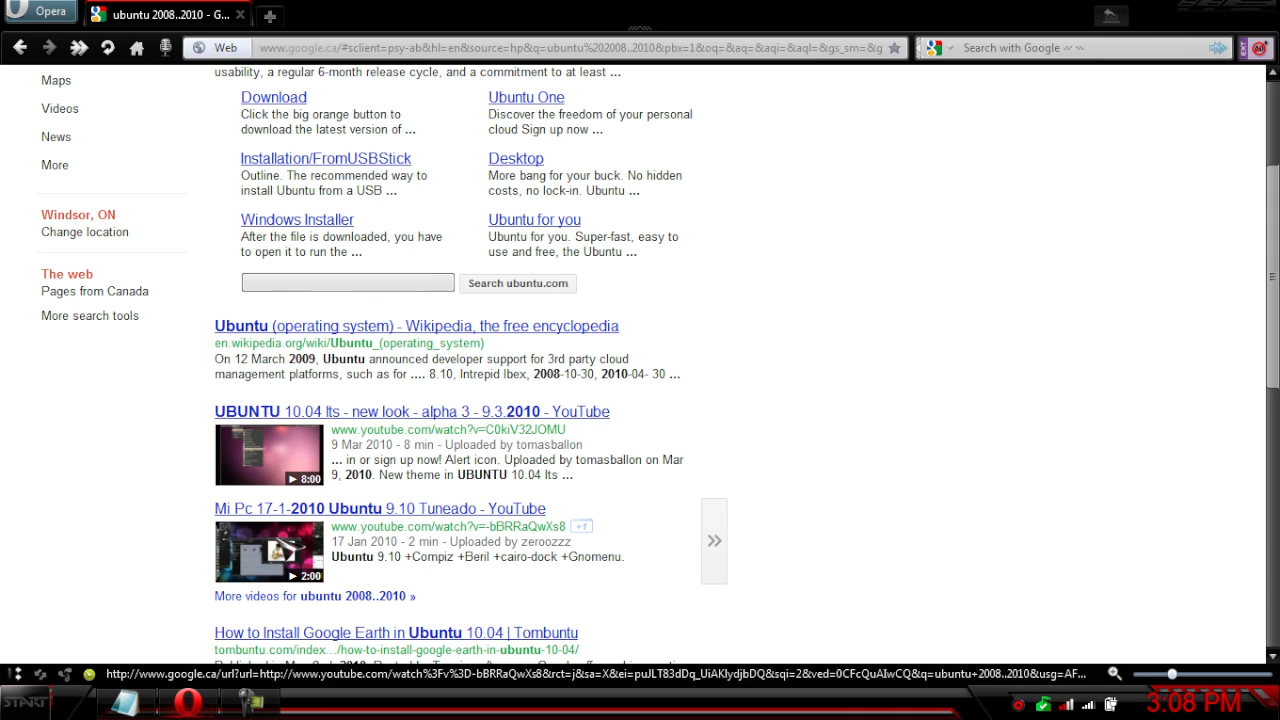 Opera
ubuntu 2008..2010 - G...
Web
www.google.ca/#sclient=psy-ab&hl=en&source=hp&q=ubuntu%202008..2010&pbx=1&oq=&aq=&aqi=&aql=&gs_sm=&g
Search with Google
EXT
usability, a regular 6-month release cycle, and a commitment to at least ...
Maps
Videos
News
More
Windsor, ON
Change location
The web
Pages from Canada
More search tools
Download
Click the big orange button to
download the latest version of ...
Ubuntu One
Discover the freedom of your personal
cloud Sign up now ...
Installation/FromUSBStick
Outline. The recommended way to
install Ubuntu from a USB ...
Desktop
More bang for your buck. No hidden
costs, no lock-in. Ubuntu ...
Windows Installer
After the file is downloaded, you have
to open it to run the ...
Ubuntu for you
Ubuntu for you. Super-fast, easy to
use and free, the Ubuntu ...
Search ubuntu.com
Ubuntu (operating system) - Wikipedia, the free encyclopedia
en.wikipedia.org/wiki/Ubuntu_(operating_system)
On 12 March 2009, Ubuntu announced developer support for 3rd party cloud
management platforms, such as for .... 8.10, Intrepid Ibex, 2008-10-30, 2010-04- 30 ...
UBUNTU 10.04 lts - new look - alpha 3 - 9.3.2010 - YouTube
www.youtube.com/watch?v=C0kiV32JOMU
9 Mar 2010 - 8 min - Uploaded by tomasballon
... in or sign up now! Alert icon. Uploaded by tomasballon on Mar
9, 2010. New theme in UBUNTU 10.04 lts ...
8:00
Mi Pc 17-1-2010 Ubuntu 9.10 Tuneado - YouTube
www.youtube.com/watch?v=-bBRRaQwXs8 +1
17 Jan 2010 - 2 min - Uploaded by zeroozzz
Ubuntu 9.10 +Compiz +Beril +cairo-dock +Gnomenu.
2:00
More videos for ubuntu 2008..2010 »
How to Install Google Earth in Ubuntu 10.04 | Tombuntu
tombuntu.com/index.../how-to-install-google-earth-in-ubuntu-10-04/
http://www.google.ca/url?url=http://www.youtube.com/watch%3Fv%3D-bBRRaQwXs8&rct=j&sa=X&ei=puJLT83dDq_UiAKlydjbDQ&sqi=2&ved=0CFcQuAIwCQ&q=ubuntu+2008..2010&usg=AF...
START
3:08 PM